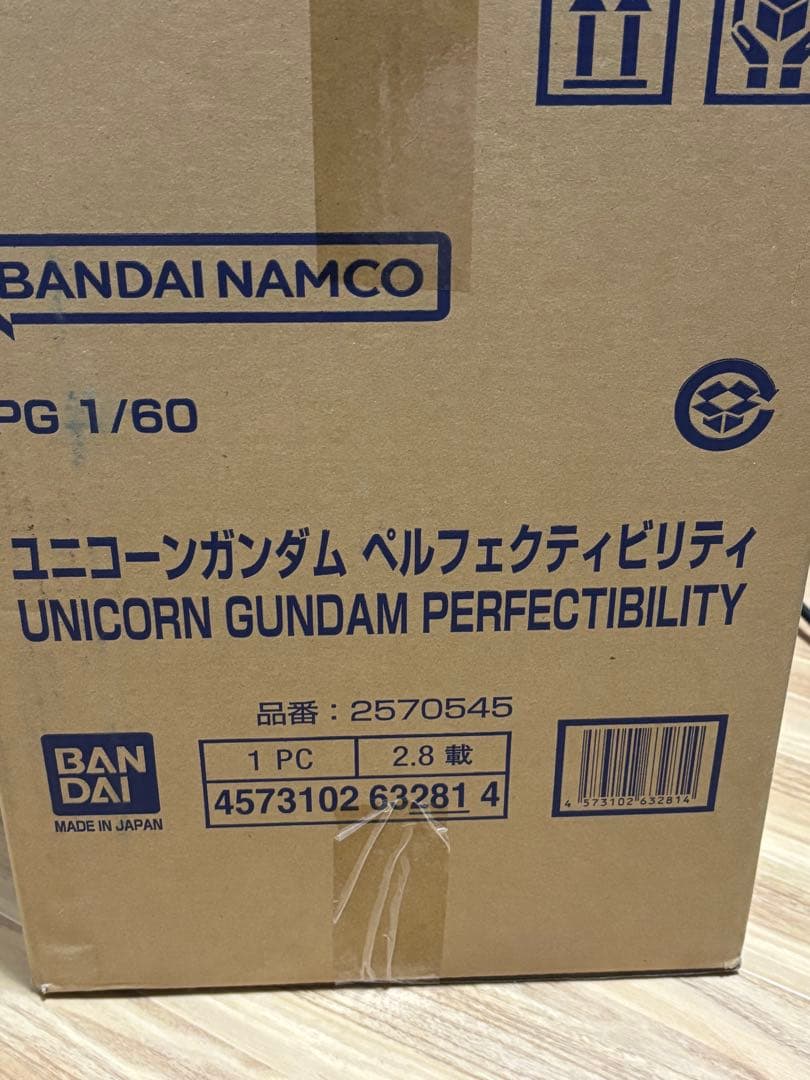 BANDAI NAMCO
PG 1/60
ユニコーンガンダム ペルフェクティビリティ
UNICORN GUNDAM PERFECTIBILITY
品番：2570545
BAN
DAI
MADE IN JAPAN
1 PC
2.8 載
4573102 63281 4
4 573102 632814